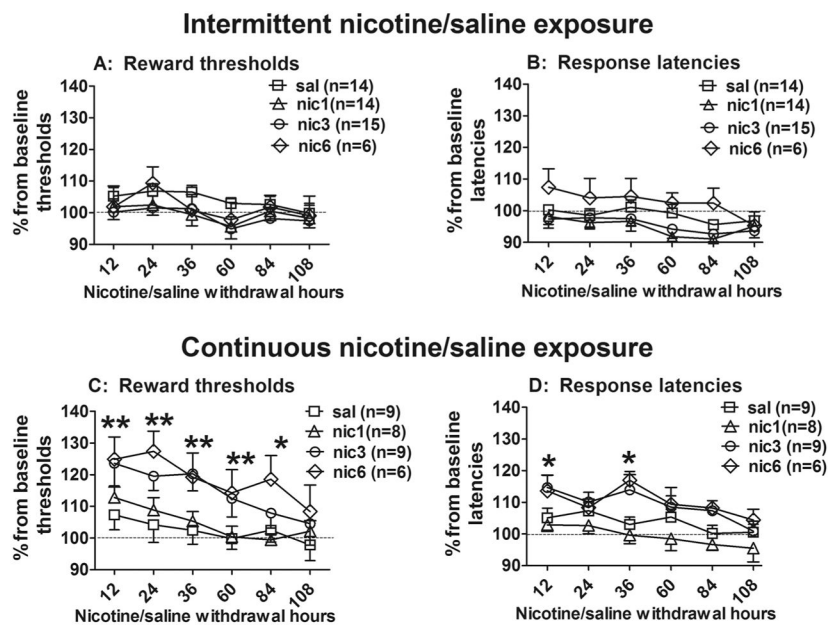 Intermittent nicotine/saline exposure
A: Reward thresholds
sal (n=14)
nic1(n=14)
nic3 (n=15)
nic6 (n=6)
% from baseline
thresholds
140
130
120
110
100
90
12 24 36 60 84 108
Nicotine/saline withdrawal hours
B: Response latencies
sal (n=14)
nic1(n=14)
nic3 (n=15)
nic6 (n=6)
% from baseline
latencies
140
130
120
110
100
90
12 24 36 60 84 108
Nicotine/saline withdrawal hours
Continuous nicotine/saline exposure
C: Reward thresholds
sal (n=9)
nic1(n=8)
nic3 (n=9)
nic6 (n=6)
% from baseline
thresholds
140
130
120
110
100
90
** ** ** ** *
12 24 36 60 84 108
Nicotine/saline withdrawal hours
D: Response latencies
sal (n=9)
nic1(n=8)
nic3 (n=9)
nic6 (n=6)
% from baseline
latencies
140
130
120
110
100
90
* *
12 24 36 60 84 108
Nicotine/saline withdrawal hours